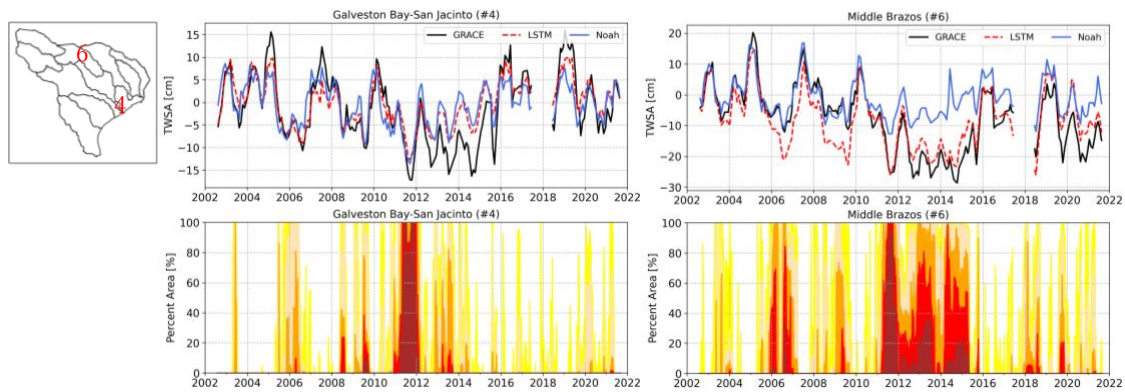 6
4
Galveston Bay-San Jacinto (#4)
GRACE LSTM Noah
TWSA [cm]
15
10
5
0
−5
−10
−15
2002 2004 2006 2008 2010 2012 2014 2016 2018 2020 2022
Middle Brazos (#6)
GRACE LSTM Noah
TWSA [cm]
20
10
0
−10
−20
−30
2002 2004 2006 2008 2010 2012 2014 2016 2018 2020 2022
Galveston Bay-San Jacinto (#4)
Percent Area [%]
100
80
60
40
20
0
2002 2004 2006 2008 2010 2012 2014 2016 2018 2020 2022
Middle Brazos (#6)
Percent Area [%]
100
80
60
40
20
0
2002 2004 2006 2008 2010 2012 2014 2016 2018 2020 2022